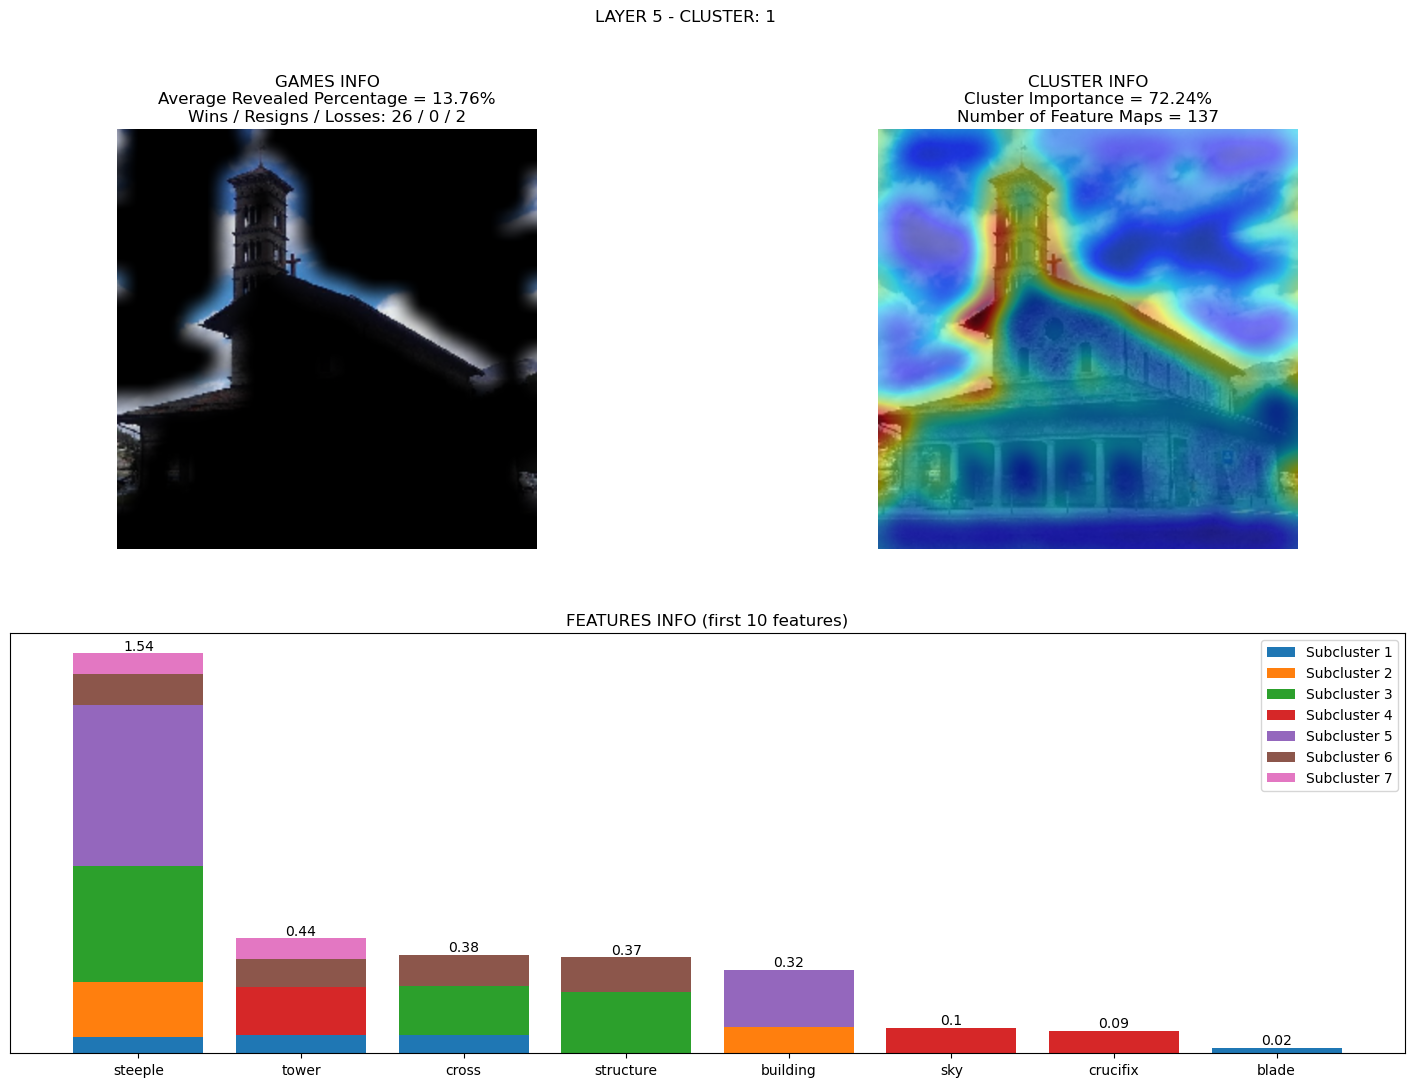 LAYER 5 - CLUSTER: 1
GAMES INFO
Average Revealed Percentage = 13.76%
Wins / Resigns / Losses: 26 / 0 / 2
CLUSTER INFO
Cluster Importance = 72.24%
Number of Feature Maps = 137
FEATURES INFO (first 10 features)
1.54
0.44
0.38
0.37
0.32
0.1
0.09
0.02
Subcluster 1
Subcluster 2
Subcluster 3
Subcluster 4
Subcluster 5
Subcluster 6
Subcluster 7
steeple tower cross structure building sky crucifix blade